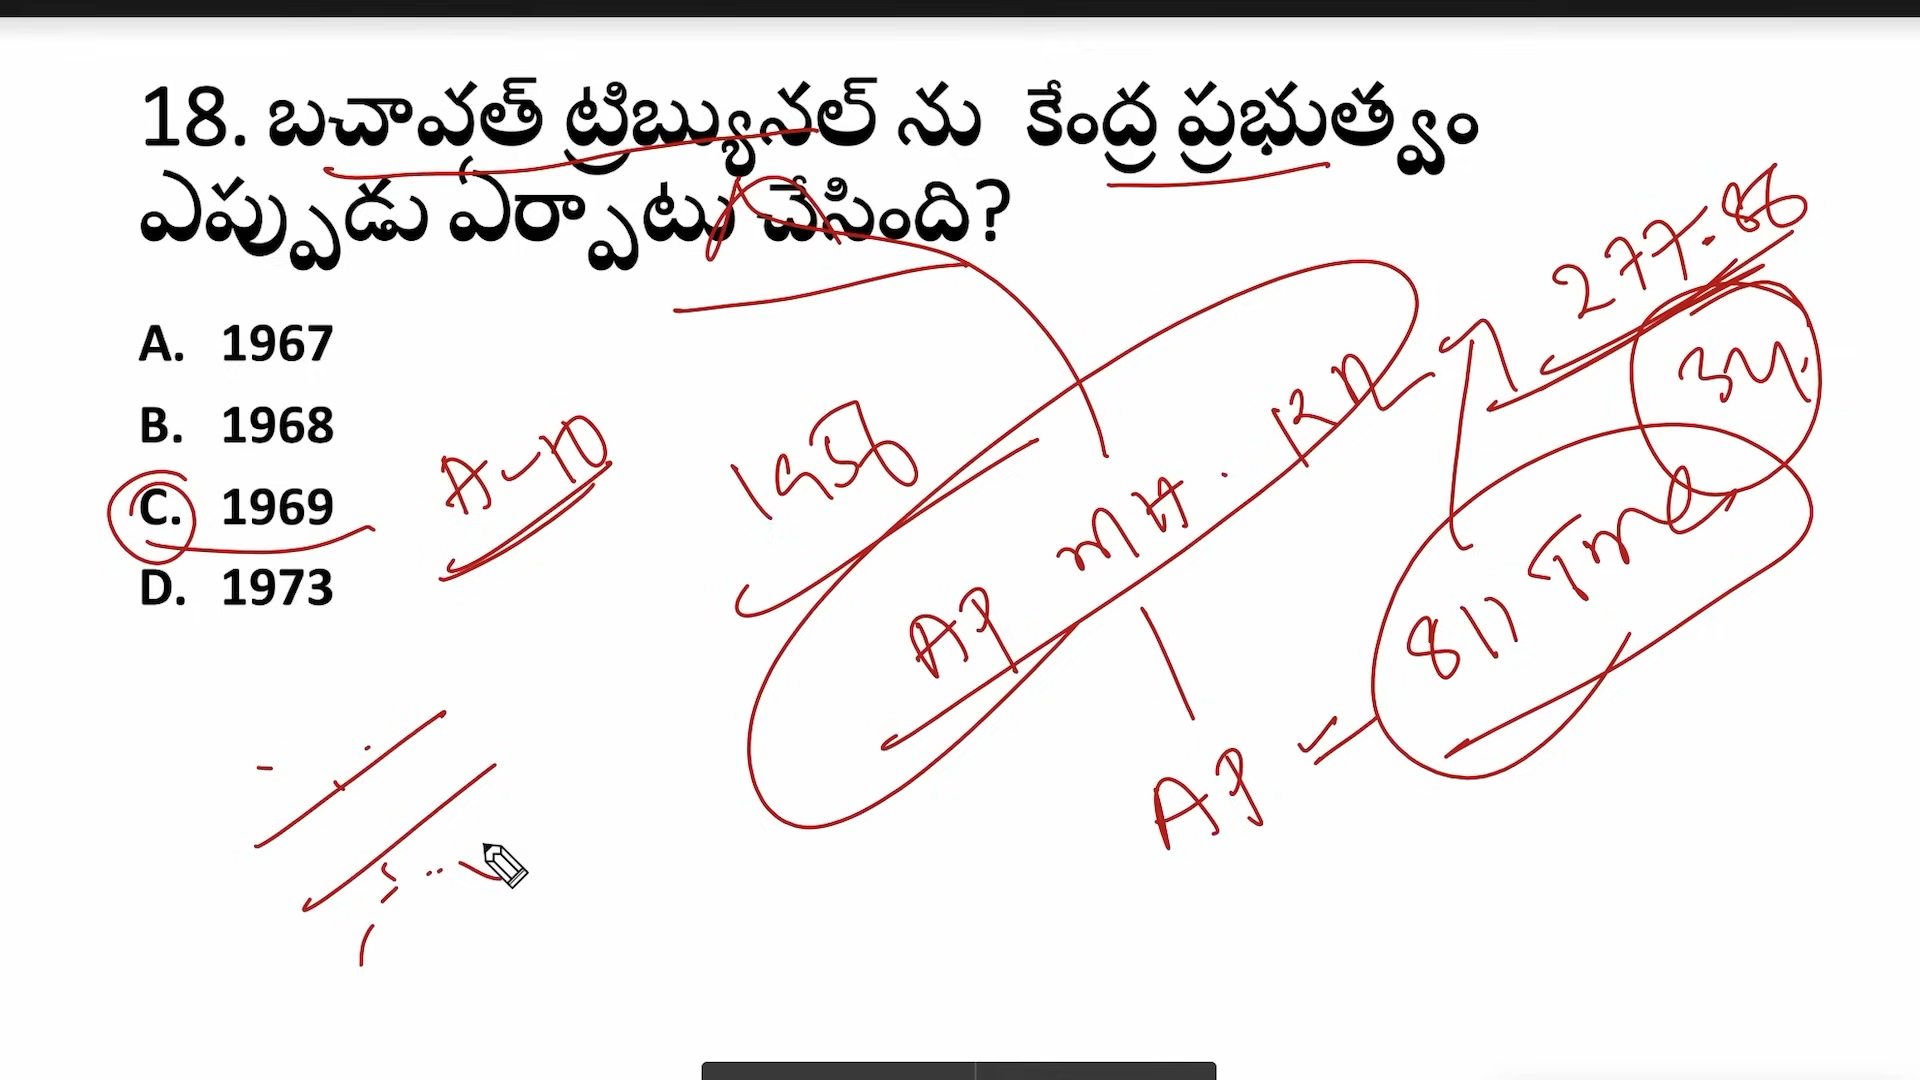 18. బచావత్ ట్రిబ్యునల్ ను కేంద్ర ప్రభుత్వం
ఎప్పుడు ఏర్పాటు చేసింది?
A. 1967
B. 1968
C. 1969
D. 1973
A-10
1956
AP MH. KN
277.86
34%
811 Tmc
AP